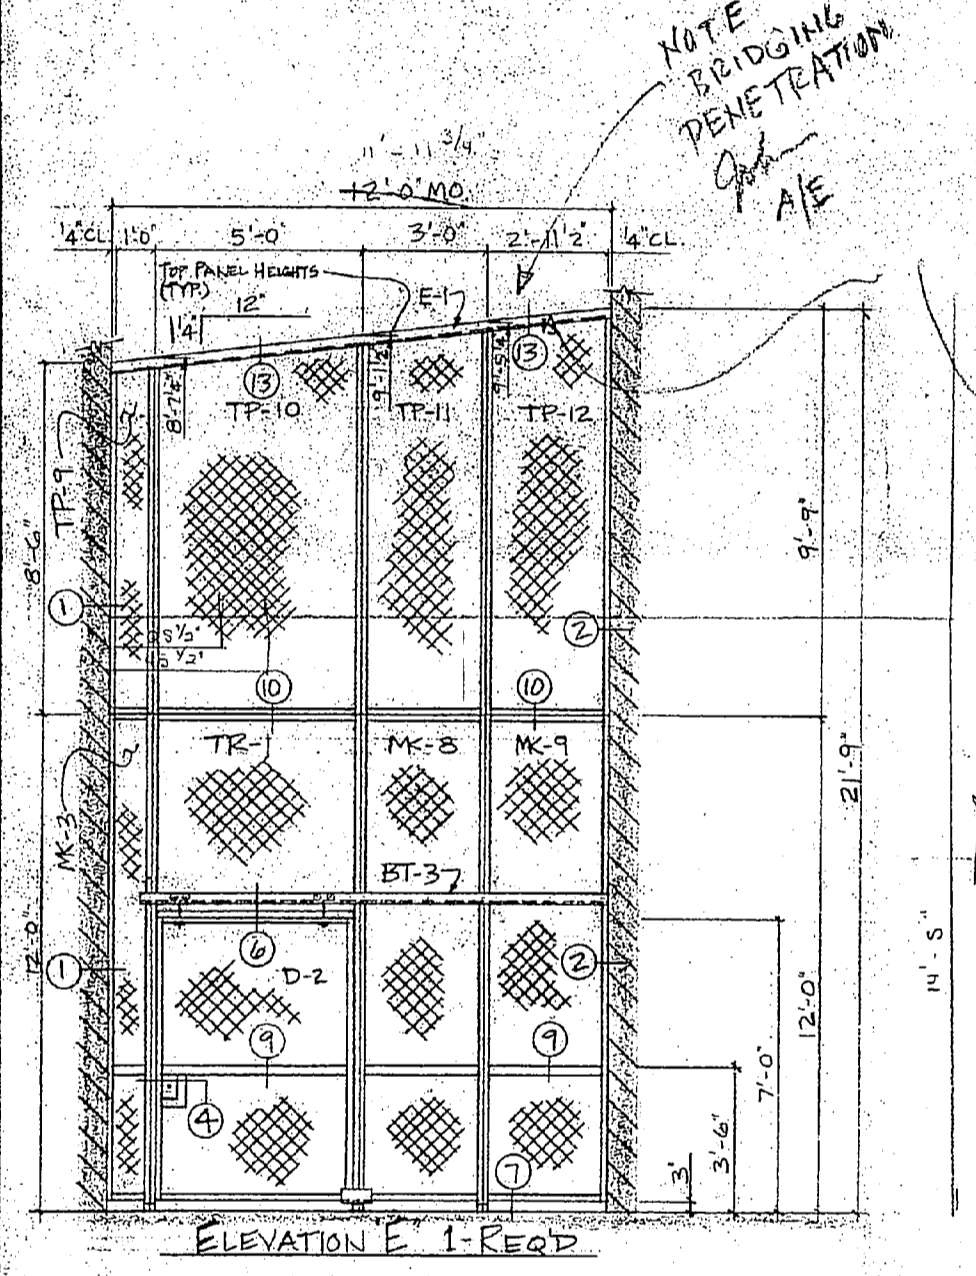 NOTE
BRIDGING
PENETRATION
A/E
11'-11 3/4"
12'-0" MO.
1/4" CL. 1'-0" 5'-0" 3'-0" 2'-11 1/2" 1/4" CL.
TOP PANEL HEIGHTS
(TYP.)
E-1
12"
1 1/4"
13
13
8'-7 1/2"
TP-10
TP-11
TP-12
TP-9
8'-6"
9'-9"
1
2
45 1/2"
10
10
TR-1
MK-8
MK-9
MK-3
21'-9"
BT-3
6
D-2
1
2
12'-0"
12'-0"
14'-5"
9
9
7'-0"
4
3'-6"
3"
7
ELEVATION E 1-REQ'D